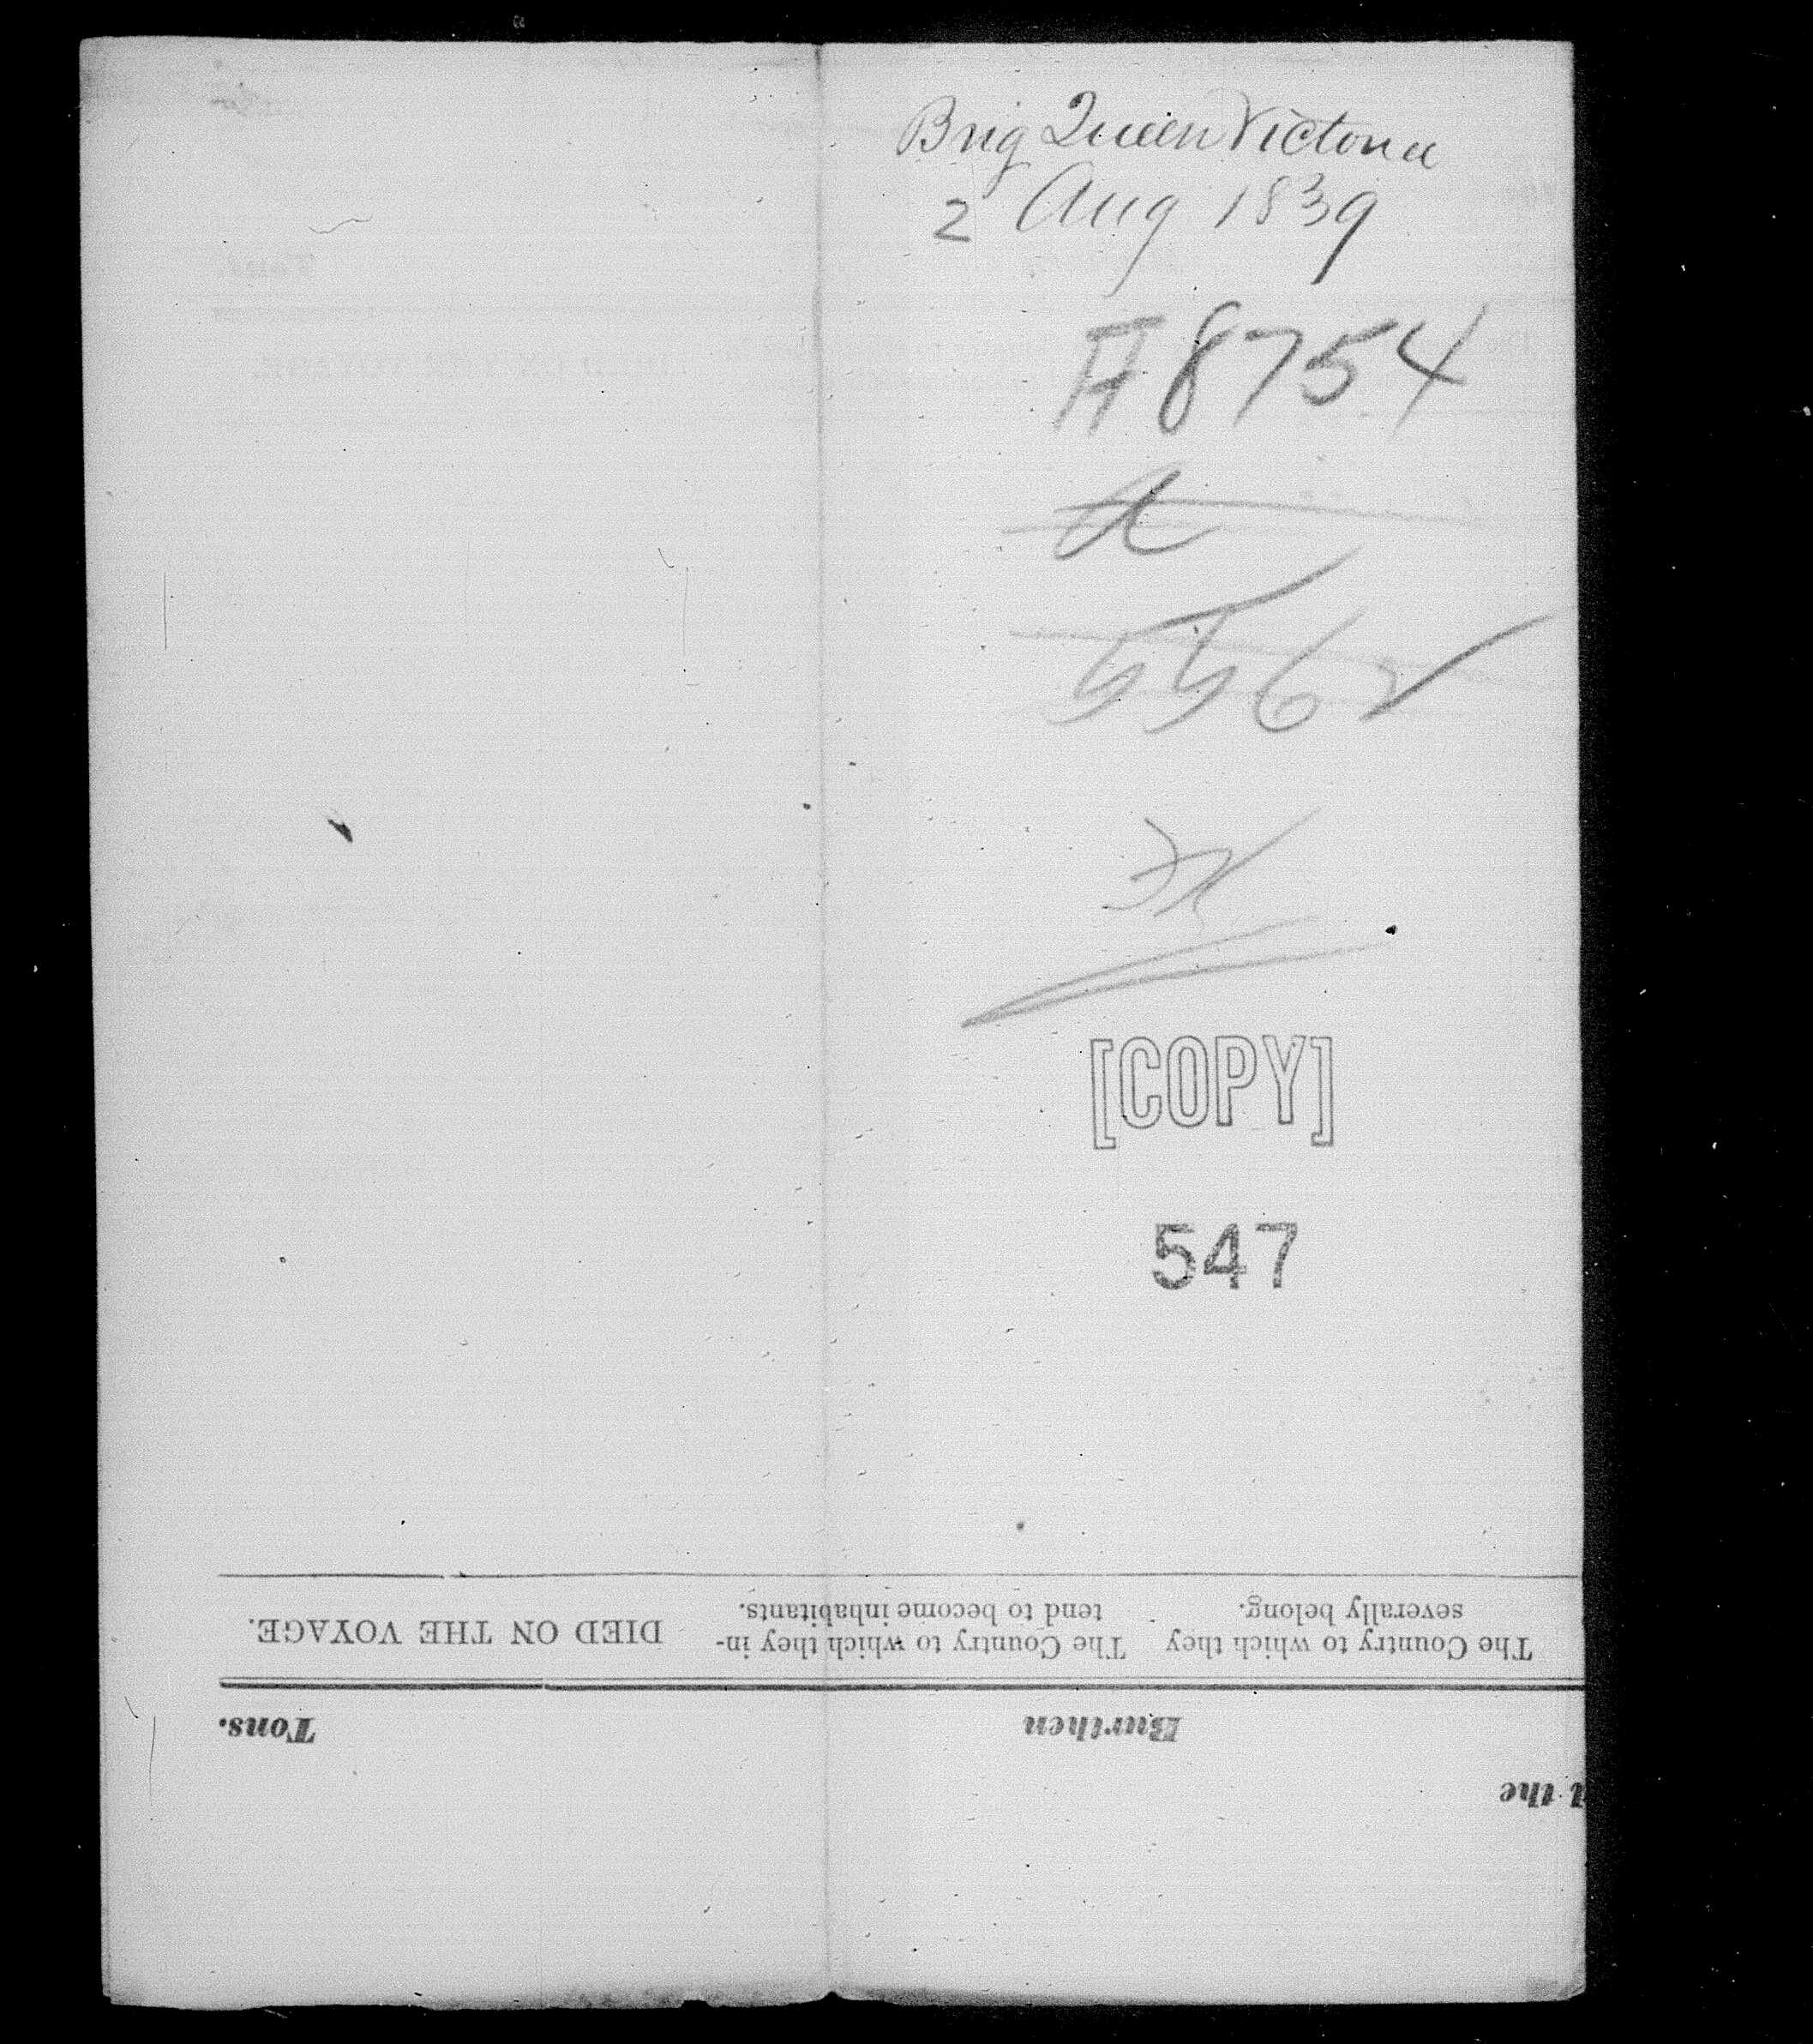 Brig Queen Victoria
2 Aug 1839
A 8754
A
5562
[COPY]
547
the
Burthen Tons.
The Country to which they severally belong.
The Country to which they in-
tend to become inhabitants.
DIED ON THE VOYAGE.